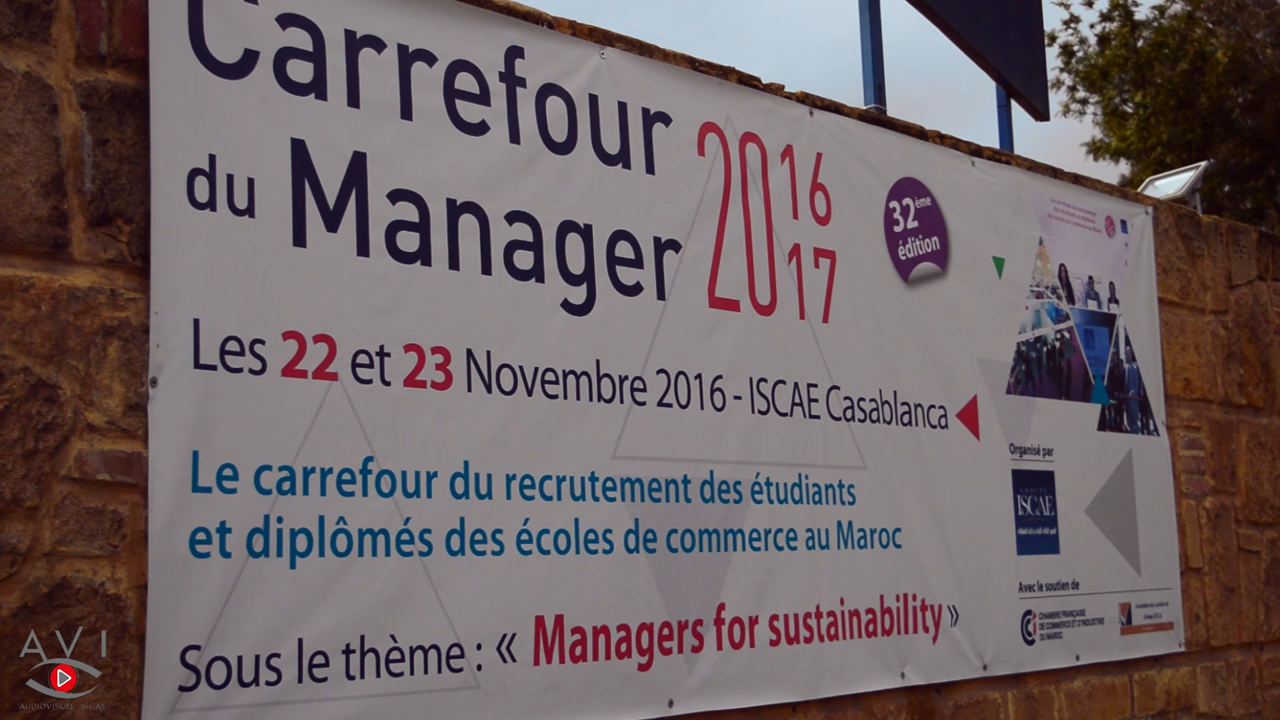 Carrefour
du Manager
2016
2017
32ème
édition
Les 22 et 23 Novembre 2016 - ISCAE Casablanca
Le carrefour du recrutement des étudiants
et diplômés des écoles de commerce au Maroc
Sous le thème : « Managers for sustainability »
Organisé par
GROUPE
ISCAE
Avec le soutien de
CHAMBRE FRANÇAISE
DE COMMERCE ET D'INDUSTRIE
DU MAROC
AVI
AUDIOVISUEL ISCAE